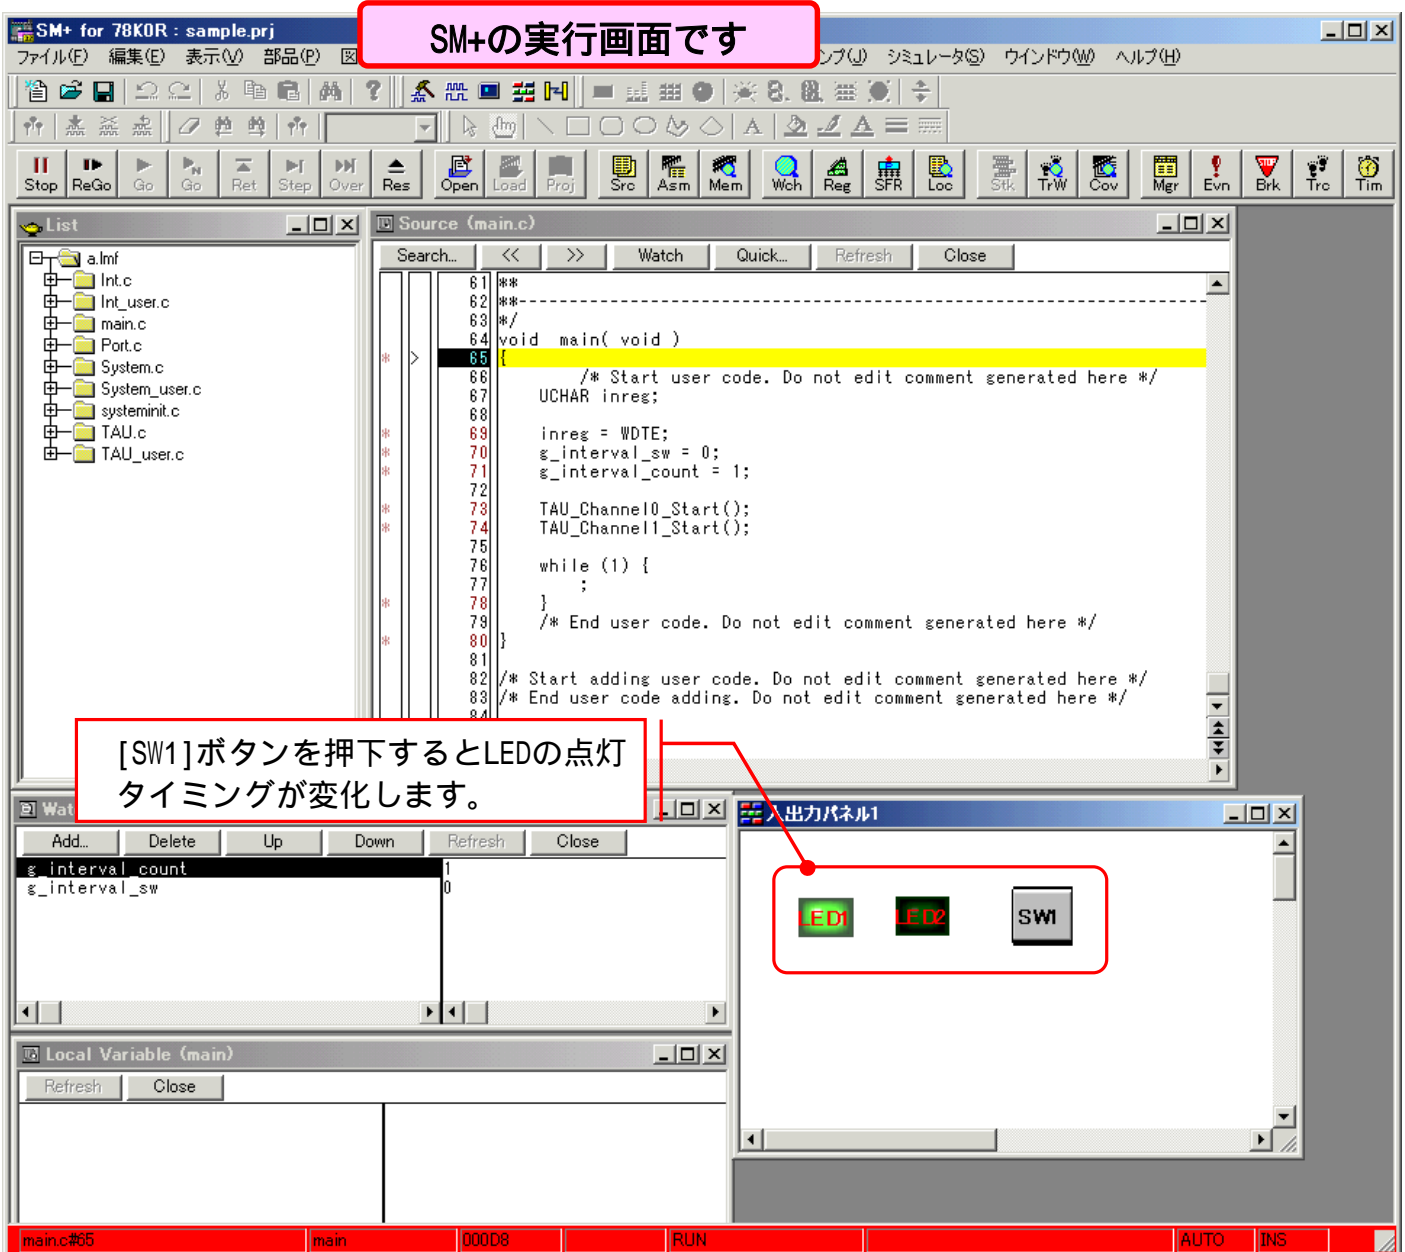 SM+ for 78K0R : sample.prj
SM+の実行画面です
ファイル(F) 編集(E) 表示(V) 部品(P) 図 ンプ(J) シミュレータ(S) ウインドウ(W) ヘルプ(H)
Stop ReGo Go Go Ret Step Over Res Open Load Proj Src Asm Mem Wch Reg SFR Loc Stk TrW Cov Mgr Evn Brk Trc Tim
List
a.lmf
Int.c
Int_user.c
main.c
Port.c
System.c
System_user.c
systeminit.c
TAU.c
TAU_user.c
Source (main.c)
Search... << >> Watch Quick... Refresh Close
61 **
62 **-----------------------------------------------------------------------
63 */
64 void main( void )
* > 65 {
66 /* Start user code. Do not edit comment generated here */
67 UCHAR inreg;
68
* 69 inreg = WDTE;
* 70 g_interval_sw = 0;
* 71 g_interval_count = 1;
72
* 73 TAU_Channel0_Start();
* 74 TAU_Channel1_Start();
75
76 while (1) {
77 ;
* 78 }
79 /* End user code. Do not edit comment generated here */
* 80 }
81
82 /* Start adding user code. Do not edit comment generated here */
83 /* End user code adding. Do not edit comment generated here */
84
[SW1]ボタンを押下するとLEDの点灯
タイミングが変化します。
Wat
Add... Delete Up Down Refresh Close
g_interval_count 1
g_interval_sw 0
入出力パネル1
LED1 LED2 SW1
Local Variable (main)
Refresh Close
main.c#65 main 000D8 RUN AUTO INS